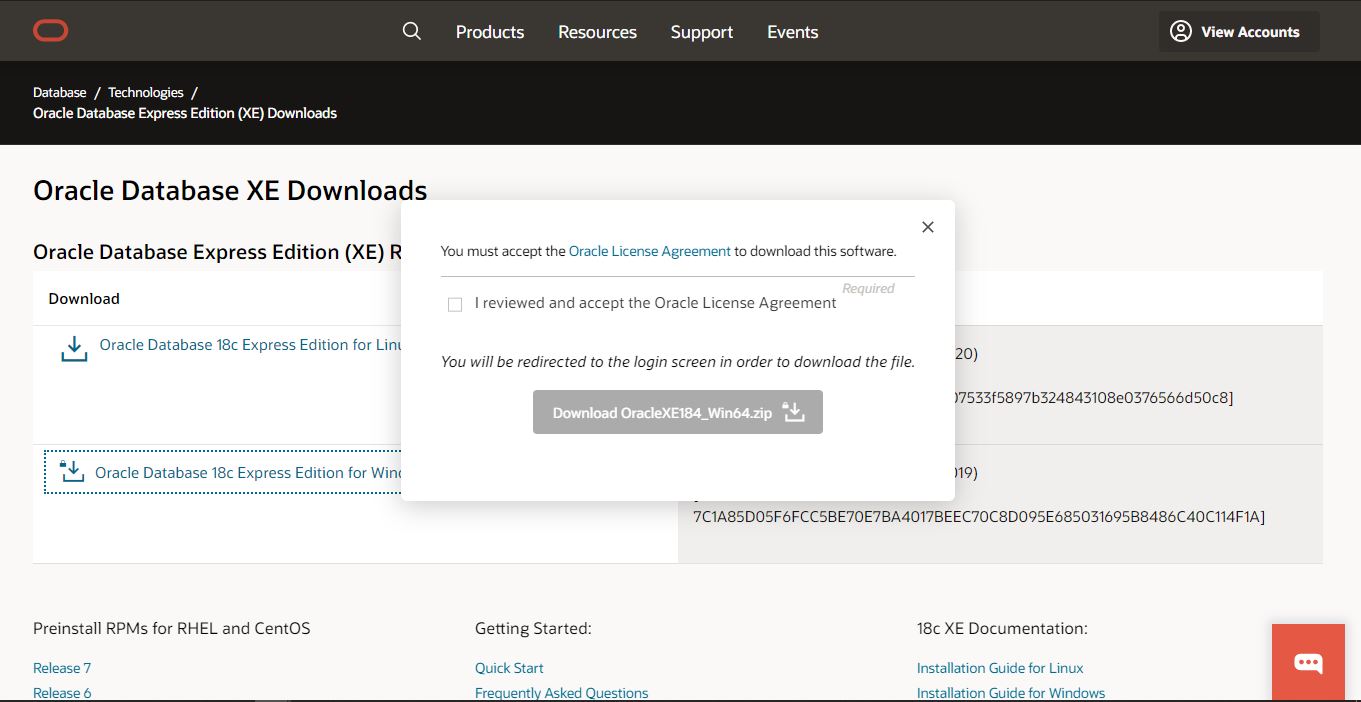 Products
Resources
Support
Events
View Accounts
Database / Technologies /
Oracle Database Express Edition (XE) Downloads
Oracle Database XE Downloads
Oracle Database Express Edition (XE) R
Download
Oracle Database 18c Express Edition for Linu
20)
07533f5897b324843108e0376566d50c8]
Oracle Database 18c Express Edition for Wind
019)
7C1A85D05F6FCC5BE70E7BA4017BEEC70C8D095E685031695B8486C40C114F1A]
You must accept the Oracle License Agreement to download this software.
Required
I reviewed and accept the Oracle License Agreement
You will be redirected to the login screen in order to download the file.
Download OracleXE184_Win64.zip
Preinstall RPMs for RHEL and CentOS
Release 7
Release 6
Getting Started:
Quick Start
Frequently Asked Questions
18c XE Documentation:
Installation Guide for Linux
Installation Guide for Windows